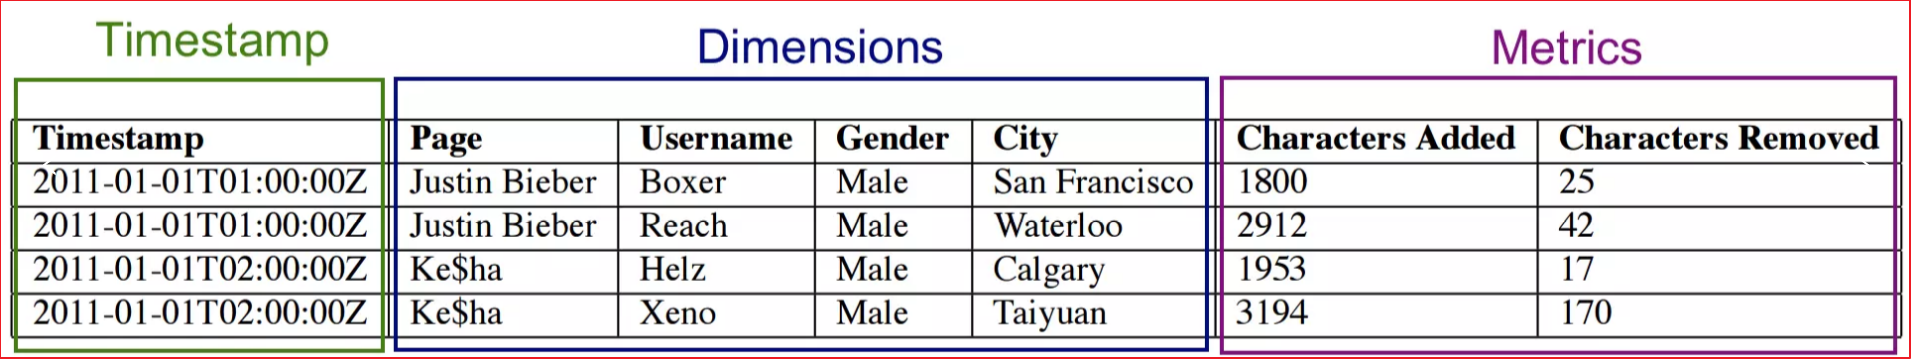 Timestamp Dimensions Metrics
Timestamp Page Username Gender City Characters Added Characters Removed
2011-01-01T01:00:00Z Justin Bieber Boxer Male San Francisco 1800 25
2011-01-01T01:00:00Z Justin Bieber Reach Male Waterloo 2912 42
2011-01-01T02:00:00Z Ke$ha Helz Male Calgary 1953 17
2011-01-01T02:00:00Z Ke$ha Xeno Male Taiyuan 3194 170